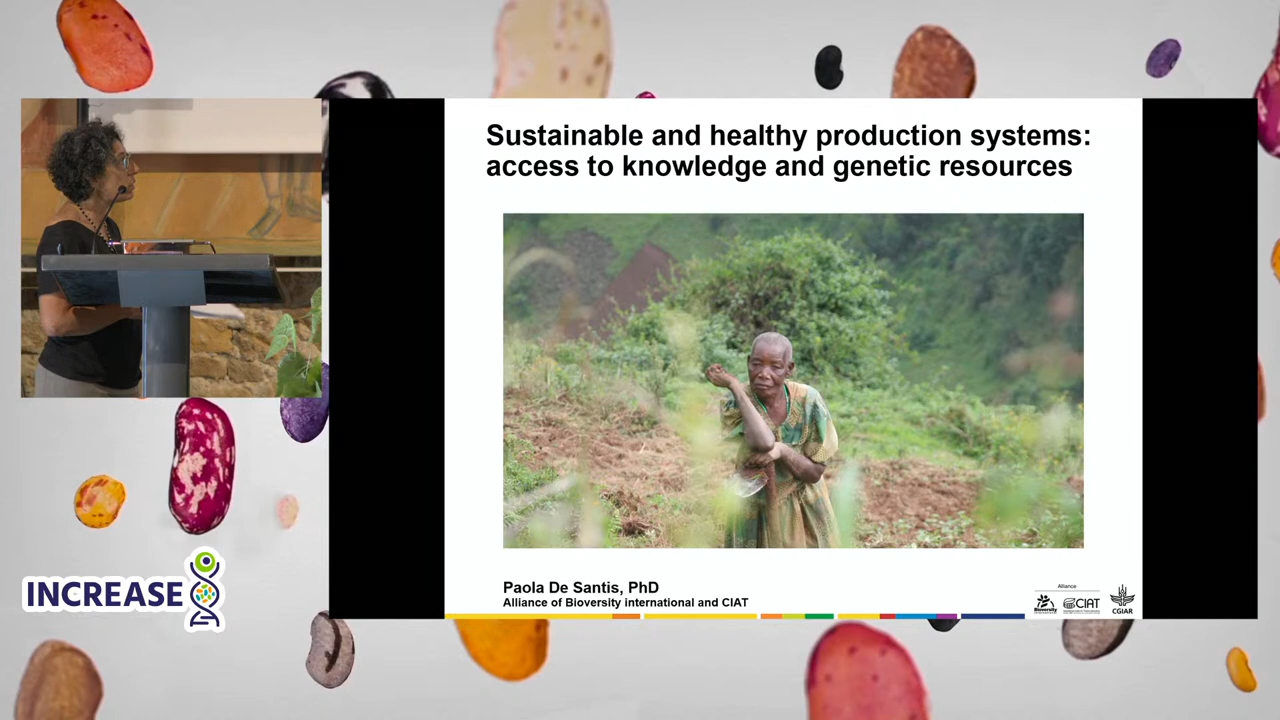 Sustainable and healthy production systems:
access to knowledge and genetic resources
INCREASE
Paola De Santis, PhD
Alliance of Bioversity international and CIAT
Alliance
Bioversity
CIAT
CGIAR